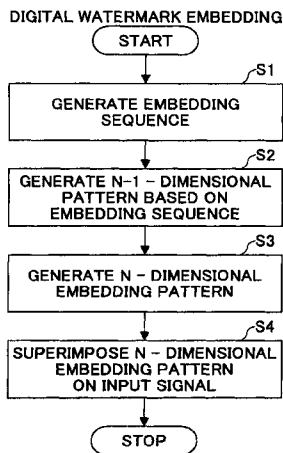 DIGITAL WATERMARK EMBEDDING
START
S1
GENERATE EMBEDDING
SEQUENCE
S2
GENERATE N-1 - DIMENSIONAL
PATTERN BASED ON
EMBEDDING SEQUENCE
S3
GENERATE N - DIMENSIONAL
EMBEDDING PATTERN
S4
SUPERIMPOSE N - DIMENSIONAL
EMBEDDING PATTERN
ON INPUT SIGNAL
STOP